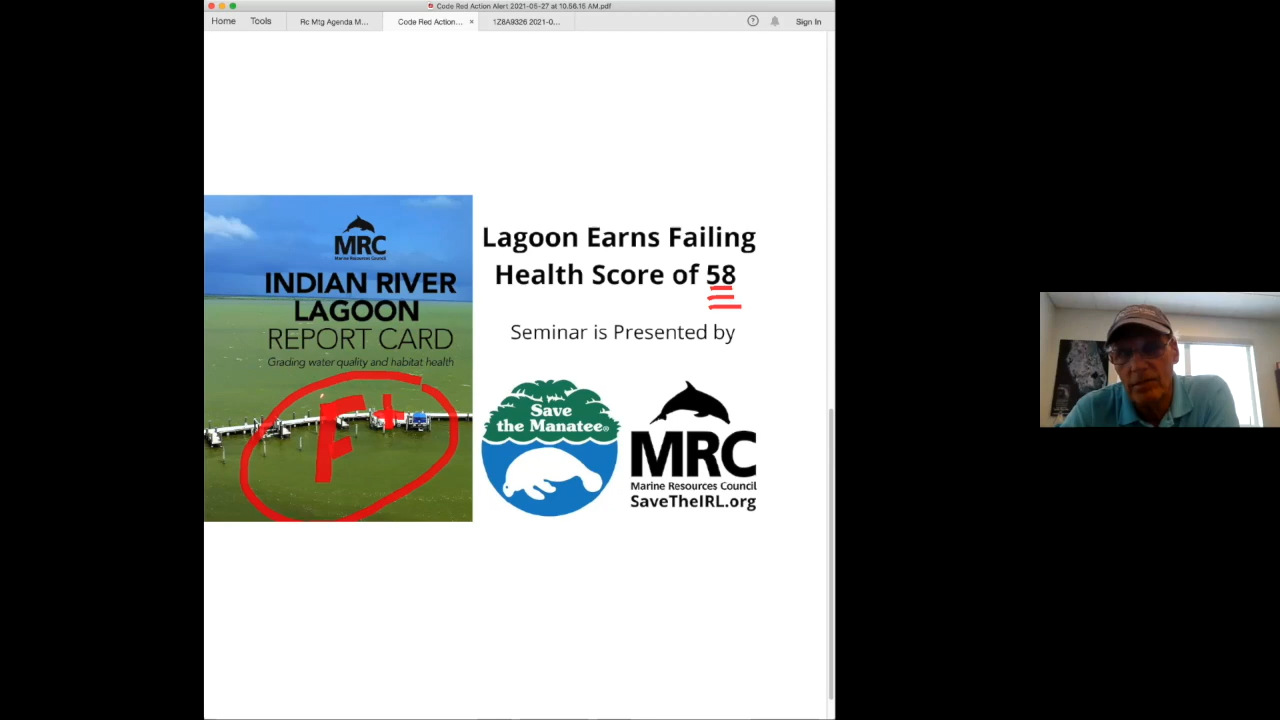 Code Red Action Alert 2021-05-27 at 10.56.15 AM.pdf
Home Tools Rc Mtg Agenda M... Code Red Action... × 1Z8A9326 2021-0... ? Sign In
MRC
Marine Resources Council
INDIAN RIVER
LAGOON
REPORT CARD
Grading water quality and habitat health
F+
Lagoon Earns Failing
Health Score of 58
Seminar is Presented by
Save
the Manatee®
MRC
Marine Resources Council
SaveTheIRL.org